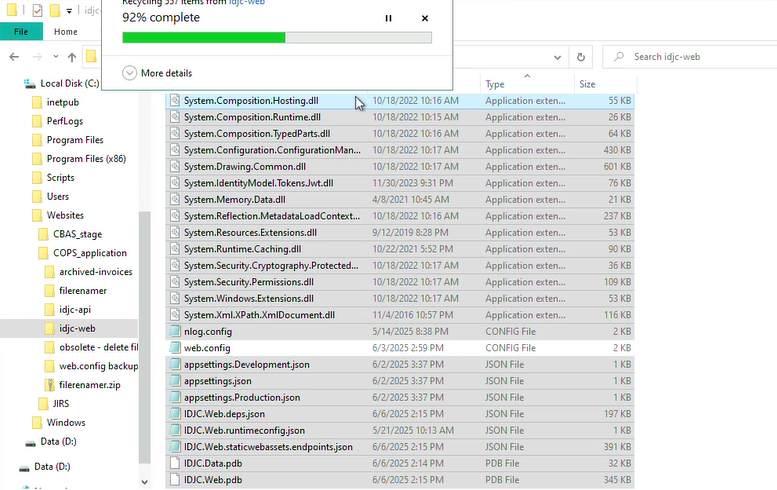 Recycling 557 items from idjc-web
92% complete
More details
File
Home
idjc-
Search idjc-web
Type
Size
Local Disk (C:)
inetpub
PerfLogs
Program Files
Program Files (x86)
Scripts
Users
Websites
CBAS_stage
COPS_application
archived-invoices
filerenamer
idjc-api
idjc-web
obsolete - delete fil
web.config backup
filerenamer.zip
JIRS
Windows
Data (D:)
Data (D:)
System.Composition.Hosting.dll 10/18/2022 10:16 AM Application exten... 55 KB
System.Composition.Runtime.dll 10/18/2022 10:15 AM Application exten... 26 KB
System.Composition.TypedParts.dll 10/18/2022 10:16 AM Application exten... 64 KB
System.Configuration.ConfigurationMan... 10/18/2022 10:17 AM Application exten... 430 KB
System.Drawing.Common.dll 10/18/2022 10:17 AM Application exten... 601 KB
System.IdentityModel.Tokens.Jwt.dll 11/30/2023 9:31 PM Application exten... 76 KB
System.Memory.Data.dll 4/8/2021 10:45 AM Application exten... 21 KB
System.Reflection.MetadataLoadContext... 10/18/2022 10:16 AM Application exten... 237 KB
System.Resources.Extensions.dll 9/12/2019 8:28 PM Application exten... 53 KB
System.Runtime.Caching.dll 10/22/2021 5:52 PM Application exten... 90 KB
System.Security.Cryptography.Protected... 10/18/2022 10:17 AM Application exten... 36 KB
System.Security.Permissions.dll 10/18/2022 10:17 AM Application exten... 109 KB
System.Windows.Extensions.dll 10/18/2022 10:17 AM Application exten... 53 KB
System.Xml.XPath.XmlDocument.dll 11/4/2016 10:57 PM Application exten... 116 KB
nlog.config 5/14/2025 8:38 PM CONFIG File 2 KB
web.config 6/3/2025 2:59 PM CONFIG File 2 KB
appsettings.Development.json 6/2/2025 3:37 PM JSON File 1 KB
appsettings.json 6/2/2025 3:37 PM JSON File 1 KB
appsettings.Production.json 6/2/2025 3:37 PM JSON File 1 KB
IDJC.Web.deps.json 6/6/2025 2:15 PM JSON File 197 KB
IDJC.Web.runtimeconfig.json 5/21/2025 10:13 AM JSON File 1 KB
IDJC.Web.staticwebassets.endpoints.json 6/6/2025 2:15 PM JSON File 391 KB
IDJC.Data.pdb 6/6/2025 2:14 PM PDB File 32 KB
IDJC.Web.pdb 6/6/2025 2:15 PM PDB File 345 KB